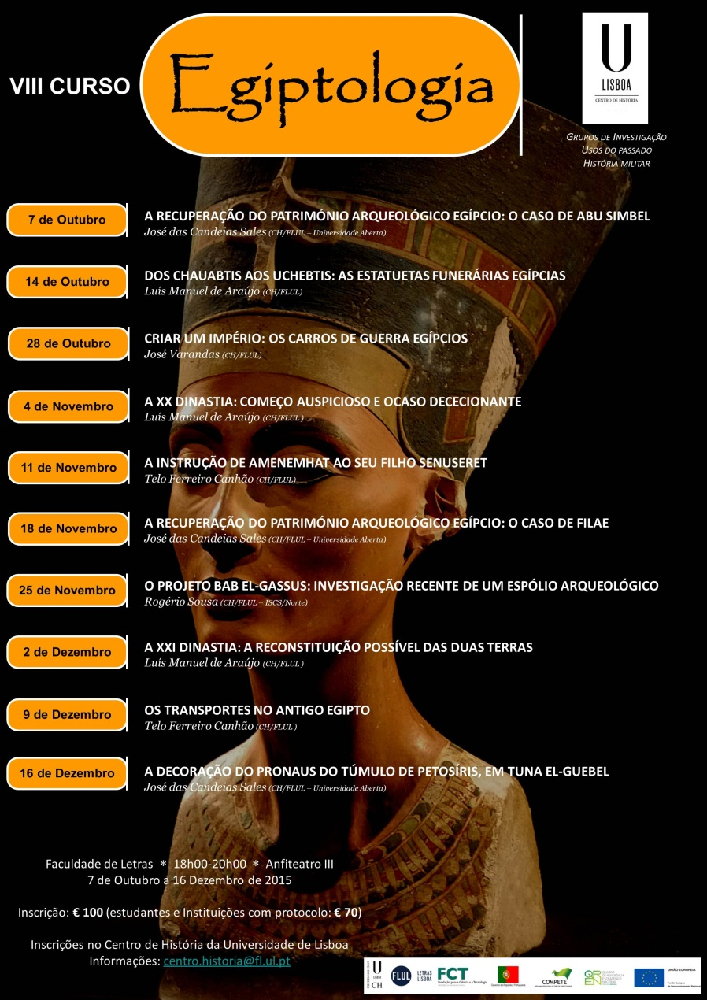 VIII CURSO
Egiptologia
U
LISBOA
CENTRO DE HISTÓRIA
GRUPOS DE INVESTIGAÇÃO
USOS DO PASSADO
HISTÓRIA MILITAR
7 de Outubro
A RECUPERAÇÃO DO PATRIMÓNIO ARQUEOLÓGICO EGÍPCIO: O CASO DE ABU SIMBEL
José das Candeias Sales (CH/FLUL – Universidade Aberta)
14 de Outubro
DOS CHAUABTIS AOS UCHEBTIS: AS ESTATUETAS FUNERÁRIAS EGÍPCIAS
Luís Manuel de Araújo (CH/FLUL)
28 de Outubro
CRIAR UM IMPÉRIO: OS CARROS DE GUERRA EGÍPCIOS
José Varandas (CH/FLUL)
4 de Novembro
A XX DINASTIA: COMEÇO AUSPICIOSO E OCASO DECECIONANTE
Luís Manuel de Araújo (CH/FLUL )
11 de Novembro
A INSTRUÇÃO DE AMENEMHAT AO SEU FILHO SENUSERET
Telo Ferreiro Canhão (CH/FLUL)
18 de Novembro
A RECUPERAÇÃO DO PATRIMÓNIO ARQUEOLÓGICO EGÍPCIO: O CASO DE FILAE
José das Candeias Sales (CH/FLUL – Universidade Aberta)
25 de Novembro
O PROJETO BAB EL-GASSUS: INVESTIGAÇÃO RECENTE DE UM ESPÓLIO ARQUEOLÓGICO
Rogério Sousa (CH/FLUL – ISCS/Norte)
2 de Dezembro
A XXI DINASTIA: A RECONSTITUIÇÃO POSSÍVEL DAS DUAS TERRAS
Luís Manuel de Araújo (CH/FLUL )
9 de Dezembro
OS TRANSPORTES NO ANTIGO EGIPTO
Telo Ferreiro Canhão (CH/FLUL )
16 de Dezembro
A DECORAÇÃO DO PRONAUS DO TÚMULO DE PETOSÍRIS, EM TUNA EL-GUEBEL
José das Candeias Sales (CH/FLUL – Universidade Aberta)
Faculdade de Letras * 18h00-20h00 * Anfiteatro III
7 de Outubro a 16 Dezembro de 2015
Inscrição: € 100 (estudantes e Instituições com protocolo: € 70)
Inscrições no Centro de História da Universidade de Lisboa
Informações: centro.historia@fl.ul.pt
U
LISBOA
CH
FLUL
LETRAS
LISBOA
FCT
Fundação para a Ciência e a Tecnologia
Governo da República Portuguesa
COMPETE
QREN
QUADRO
DE REFERÊNCIA
ESTRATÉGICO
NACIONAL
UNIÃO EUROPEIA
Fundo Europeu
de Desenvolvimento Regional